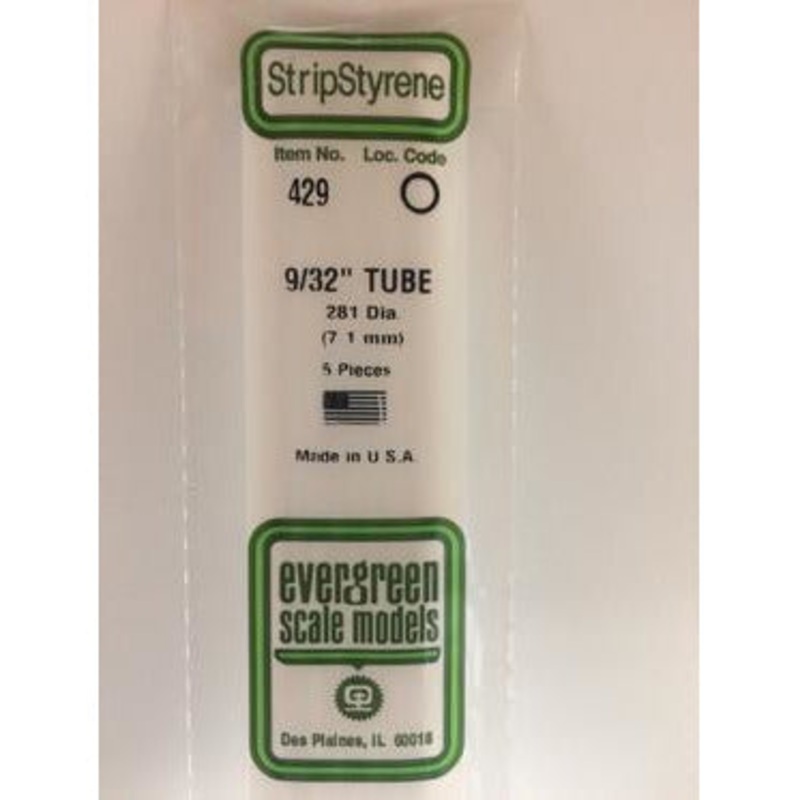 StripStyrene
Item No. Loc. Code
429
9/32" TUBE
281 Dia.
(7 1 mm)
5 Pieces
Made in U S.A.
evergreen
scale models
Des Plaines, IL 60018